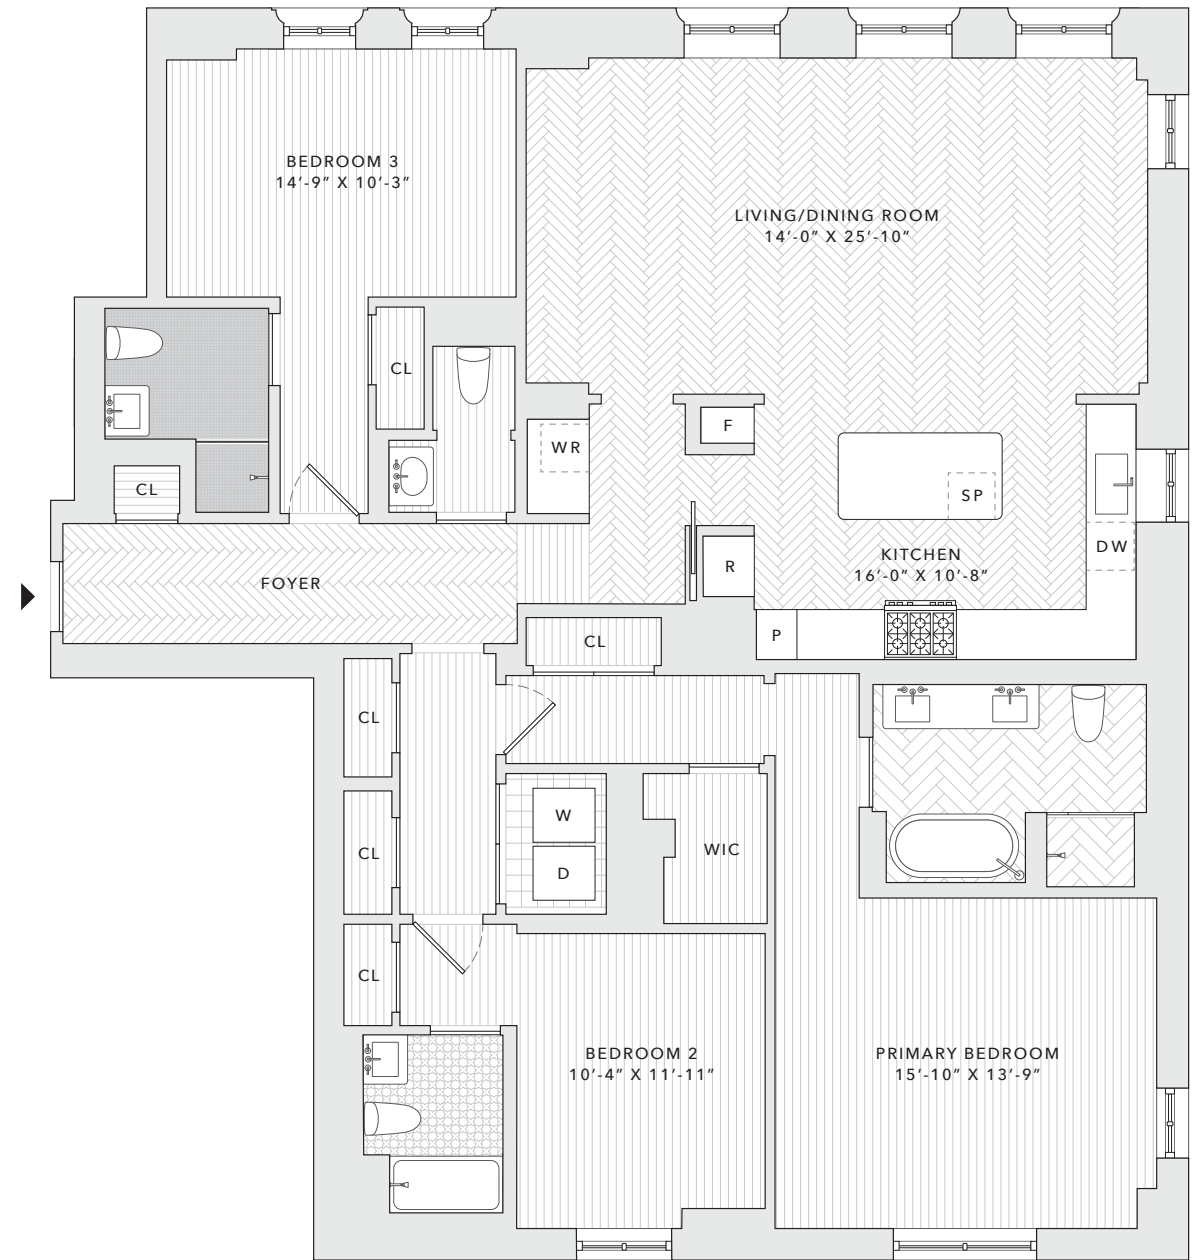 BEDROOM 3
14’-9” X 10’-3”
LIVING/DINING ROOM
14’-0” X 25’-10”
CL
F
WR
CL
SP
DW
KITCHEN
16’-0” X 10’-8”
R
FOYER
P
CL
CL
W
WIC
CL
D
CL
BEDROOM 2
10’-4” X 11’-11”
PRIMARY BEDROOM
15’-10” X 13’-9”